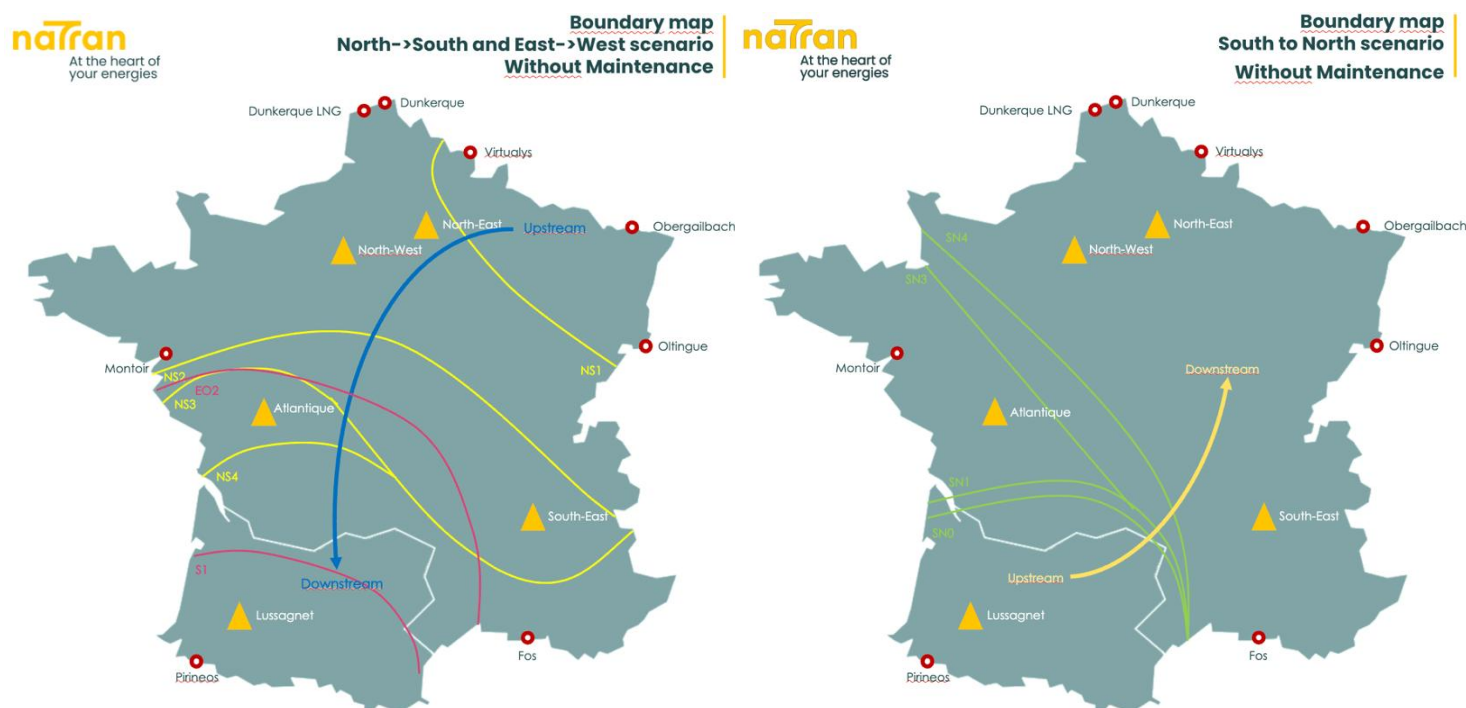 naTran
At the heart of
your energies
Boundary map
North->South and East->West scenario
Without Maintenance
Dunkerque LNG
Dunkerque
Virtualys
North-East
Upstream
Obergailbach
North-West
Oltingue
Montoir
NS2
NS1
EO2
NS3
Atlantique
NS4
South-East
S1
Downstream
Lussagnet
Fos
Pirineos
naTran
At the heart of
your energies
Boundary map
South to North scenario
Without Maintenance
Dunkerque LNG
Dunkerque
Virtualys
North-East
Obergailbach
SN4
North-West
SN3
Oltingue
Montoir
Downstream
Atlantique
SN1
South-East
SN0
Upstream
Lussagnet
Fos
Pirineos